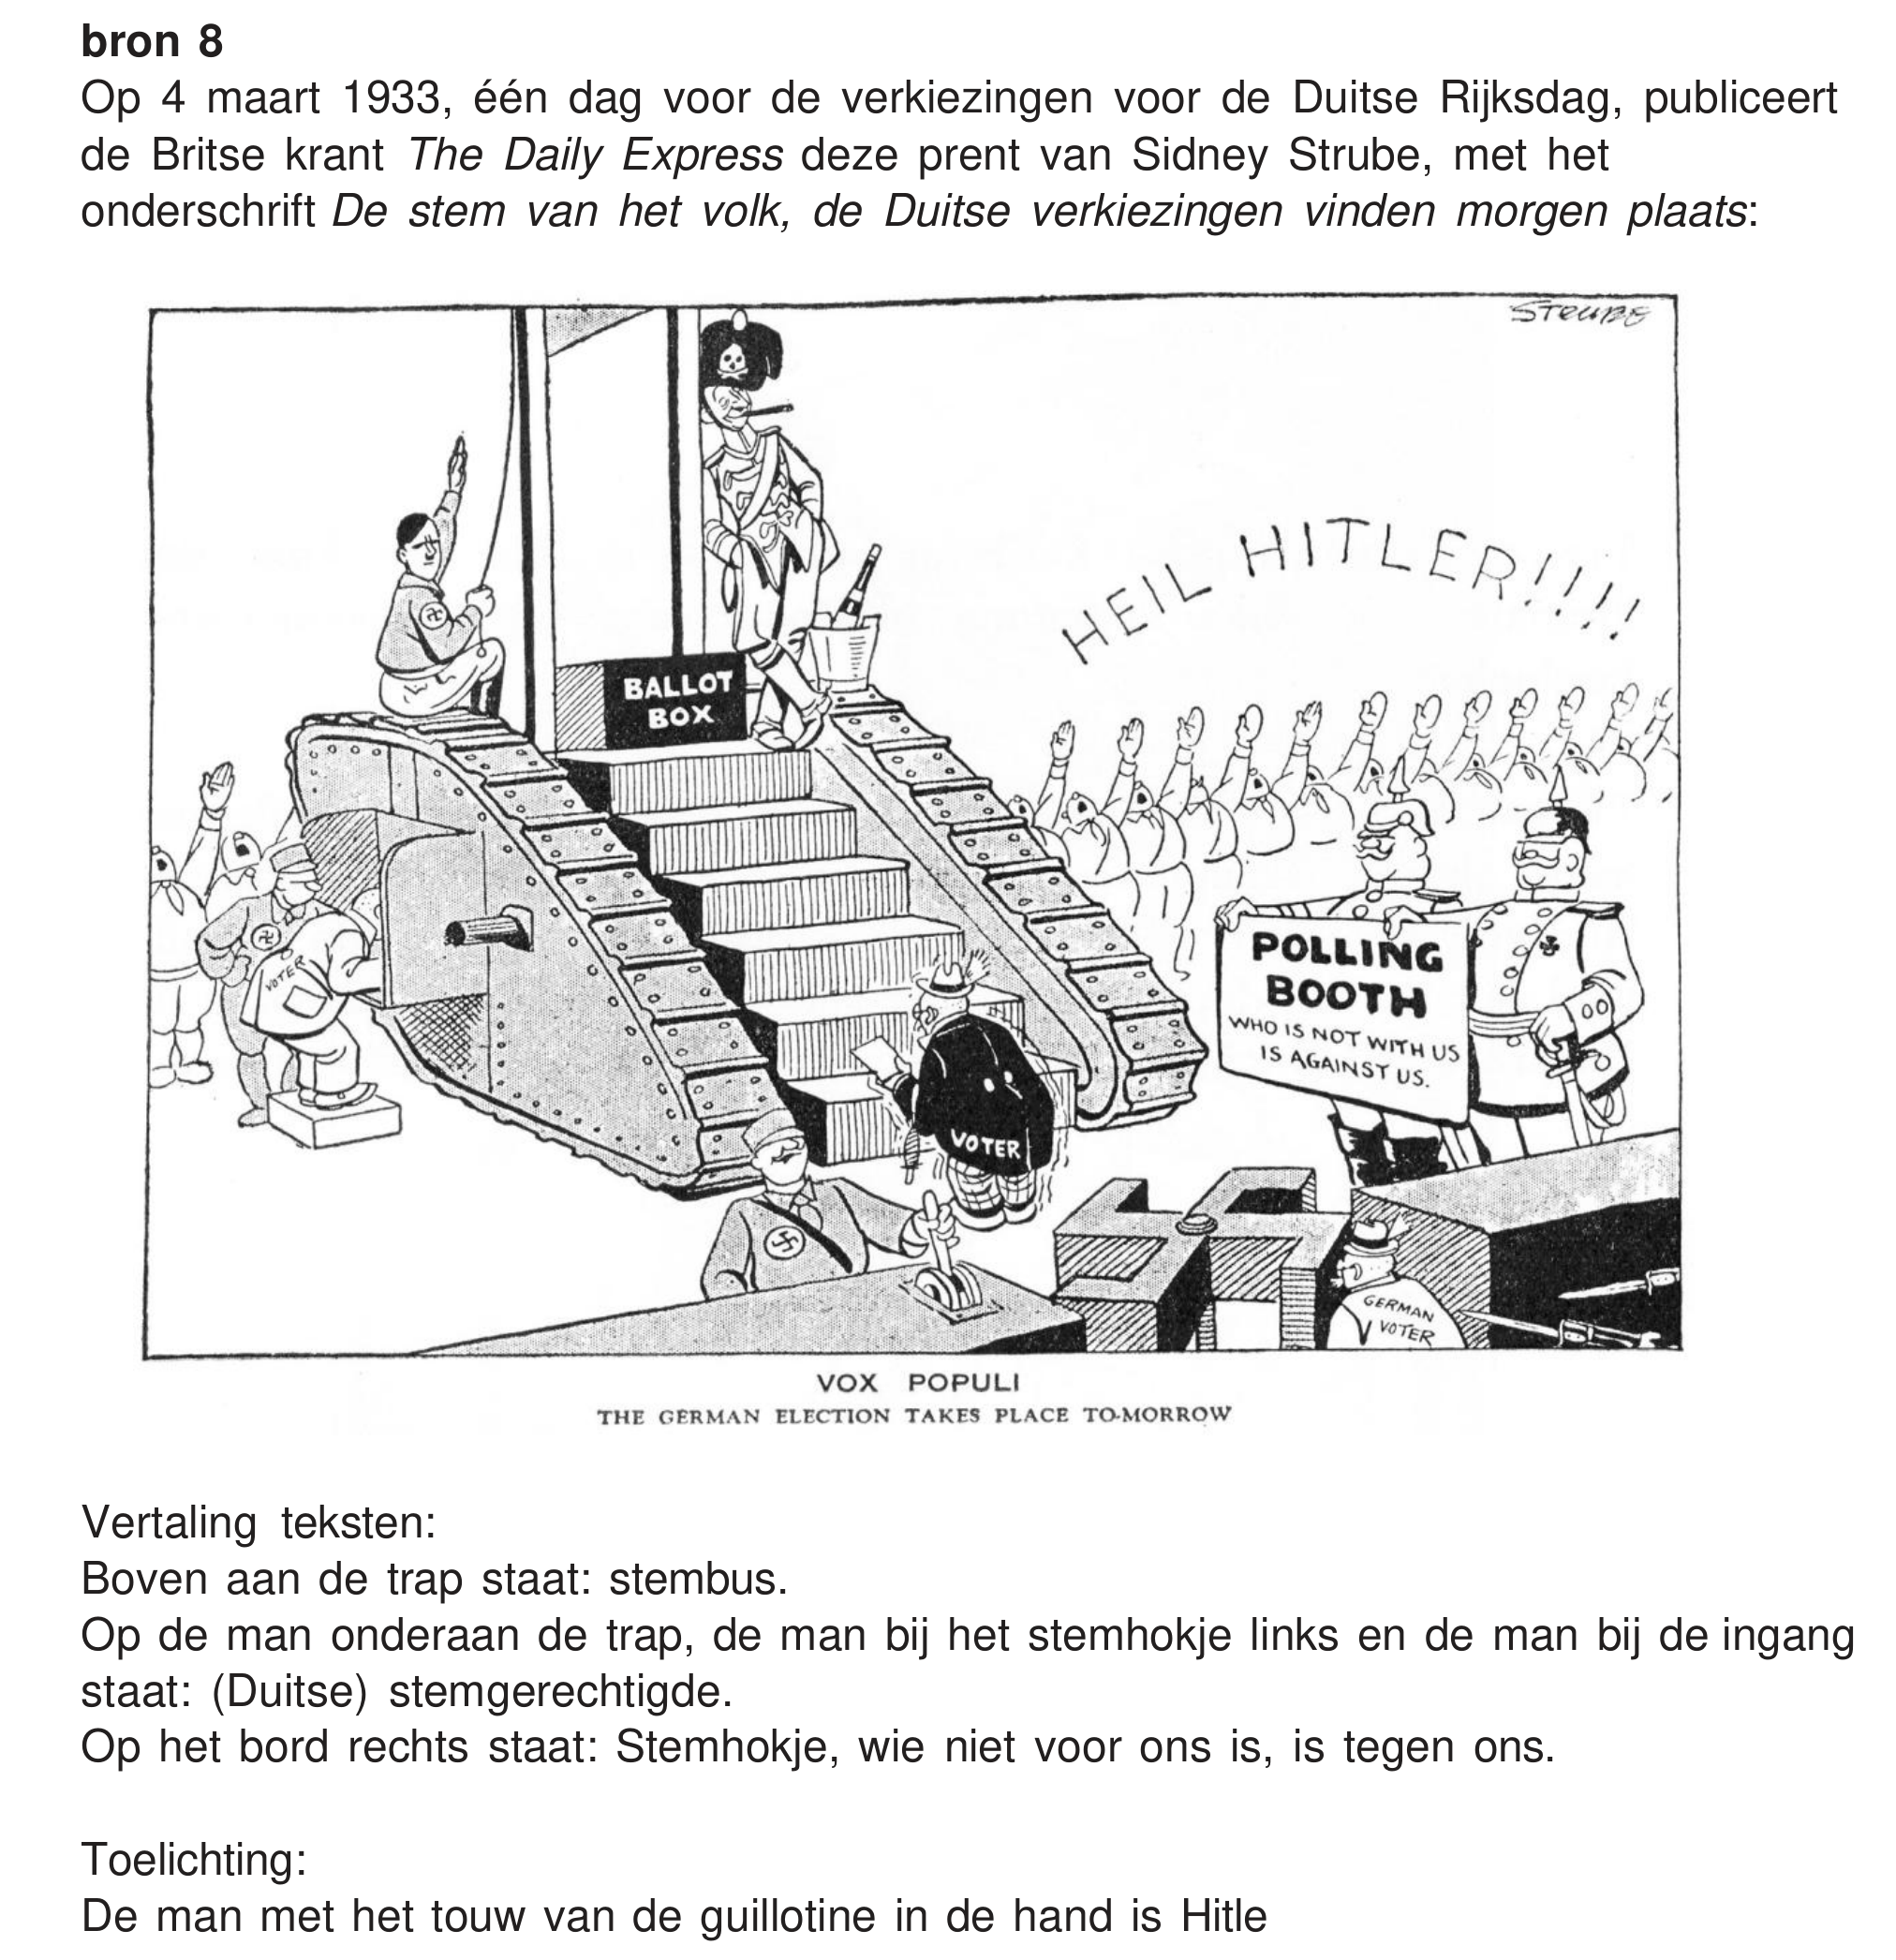 bron 8
Op 4 maart 1933, één dag voor de verkiezingen voor de Duitse Rijksdag, publiceert
de Britse krant The Daily Express deze prent van Sidney Strube, met het
onderschrift De stem van het volk, de Duitse verkiezingen vinden morgen plaats:
STRUBE
HEIL HITLER!!!!
BALLOT
BOX
VOTER
POLLING
BOOTH
WHO IS NOT WITH US
IS AGAINST US.
VOTER
GERMAN
VOTER
VOX POPULI
THE GERMAN ELECTION TAKES PLACE TO-MORROW
Vertaling teksten:
Boven aan de trap staat: stembus.
Op de man onderaan de trap, de man bij het stemhokje links en de man bij de ingang
staat: (Duitse) stemgerechtigde.
Op het bord rechts staat: Stemhokje, wie niet voor ons is, is tegen ons.
Toelichting:
De man met het touw van de guillotine in de hand is Hitle